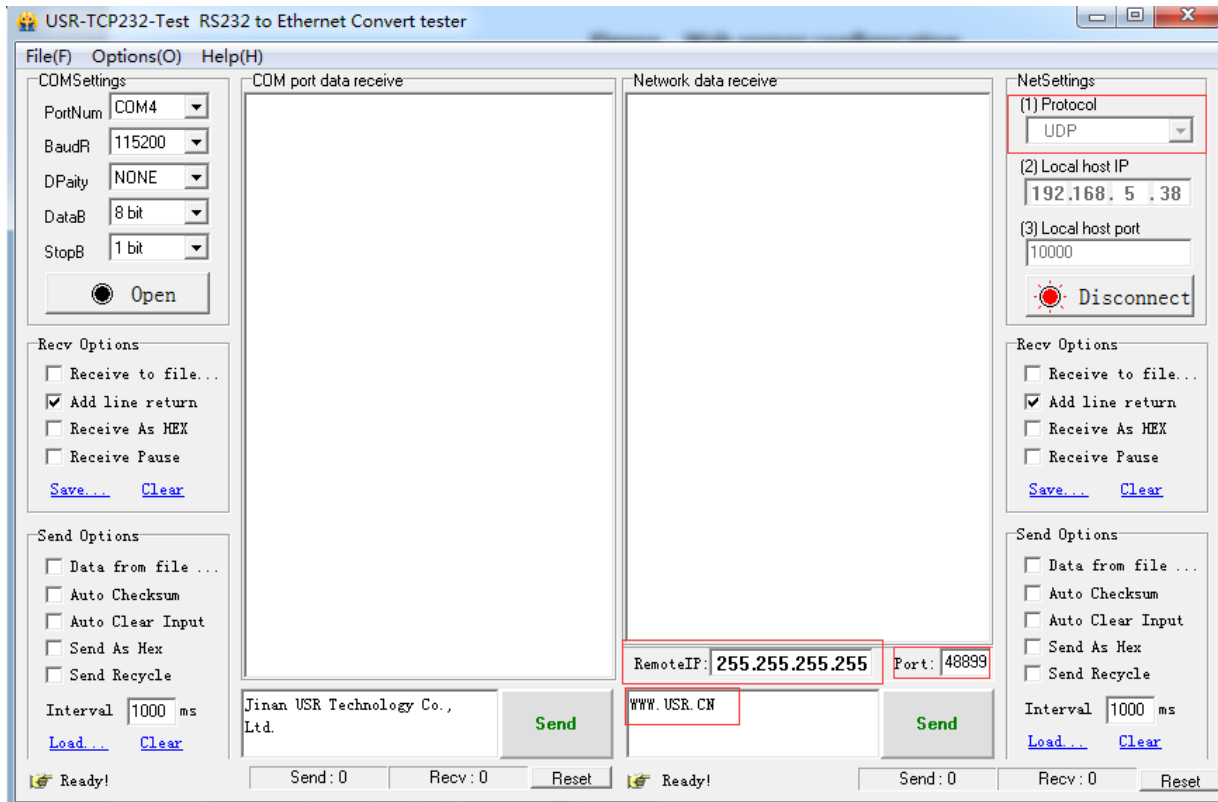 USR-TCP232-Test RS232 to Ethernet Convert tester
File(F) Options(O) Help(H)
COMSettings
PortNum COM4
BaudR 115200
DPaity NONE
DataB 8 bit
StopB 1 bit
Open
Recv Options
Receive to file...
Add line return
Receive As HEX
Receive Pause
Save... Clear
Send Options
Data from file ...
Auto Checksum
Auto Clear Input
Send As Hex
Send Recycle
Interval 1000 ms
Load... Clear
Ready!
COM port data receive
Jinan USR Technology Co.,
Ltd.
Send
Send : 0 Recv : 0 Reset
Network data receive
RemoteIP: 255.255.255.255 Port: 48899
WWW.USR.CN
Send
Ready!
Send : 0 Recv : 0 Reset
NetSettings
(1) Protocol
UDP
(2) Local host IP
192.168. 5 .38
(3) Local host port
10000
Disconnect
Recv Options
Receive to file...
Add line return
Receive As HEX
Receive Pause
Save... Clear
Send Options
Data from file ...
Auto Checksum
Auto Clear Input
Send As Hex
Send Recycle
Interval 1000 ms
Load... Clear